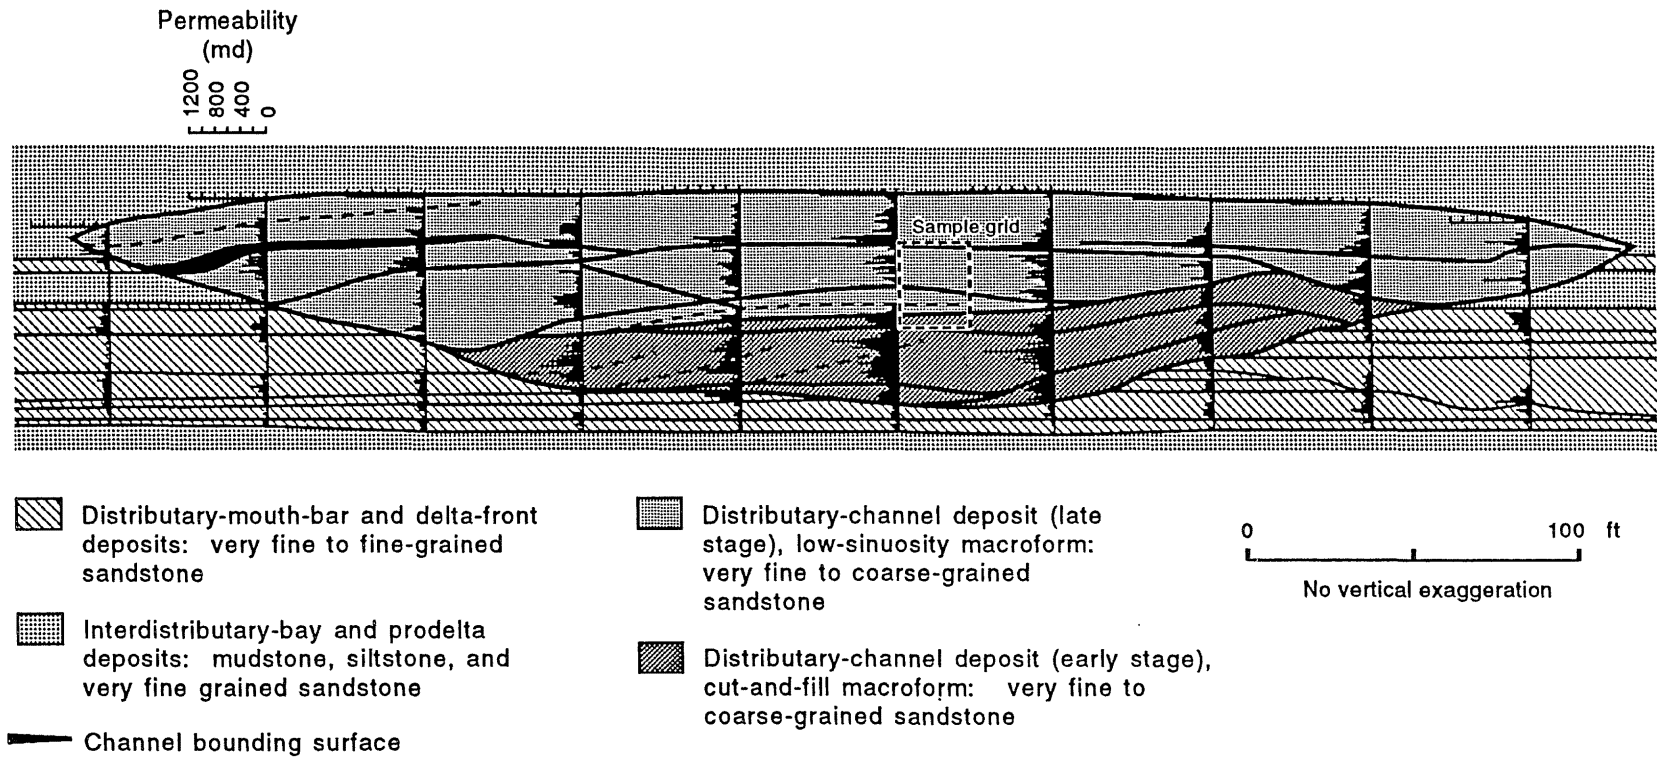 Permeability
(md)
1200
800
400
0
Sample grid
Distributary-mouth-bar and delta-front
deposits: very fine to fine-grained
sandstone
Interdistributary-bay and prodelta
deposits: mudstone, siltstone, and
very fine grained sandstone
Channel bounding surface
Distributary-channel deposit (late
stage), low-sinuosity macroform:
very fine to coarse-grained
sandstone
Distributary-channel deposit (early stage),
cut-and-fill macroform: very fine to
coarse-grained sandstone
0 100 ft
No vertical exaggeration